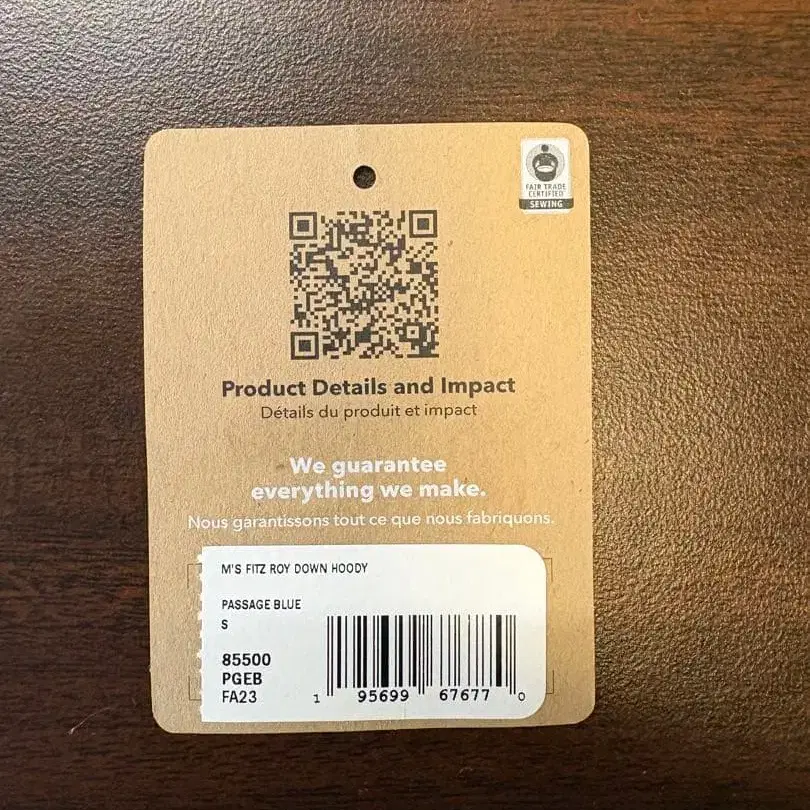 FAIR TRADE
CERTIFIED
SEWING
Product Details and Impact
Détails du produit et impact
We guarantee
everything we make.
Nous garantissons tout ce que nous fabriquons.
M'S FITZ ROY DOWN HOODY
PASSAGE BLUE
S
85500
PGEB
FA23
1 95699 67677 0